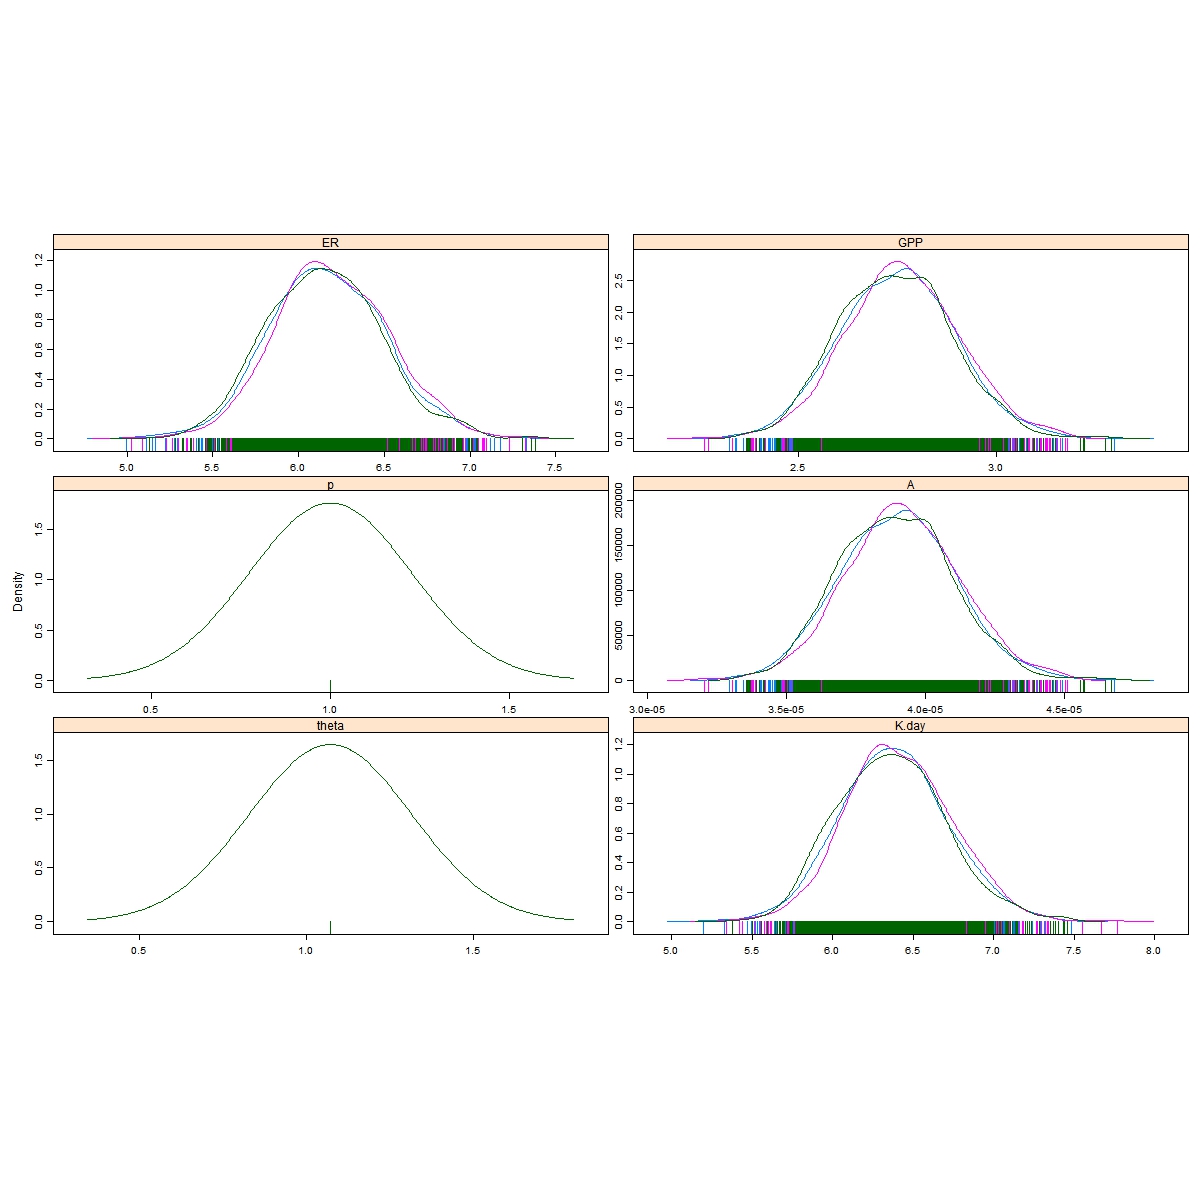 ER
0.0 0.2 0.4 0.6 0.8 1.0 1.2
5.0 5.5 6.0 6.5 7.0 7.5
GPP
0.0 0.5 1.0 1.5 2.0 2.5
2.5 3.0
Density
p
0.0 0.5 1.0 1.5
0.5 1.0 1.5
A
0 50000 100000 150000 200000
3.0e-05 3.5e-05 4.0e-05 4.5e-05
theta
0.0 0.5 1.0 1.5
0.5 1.0 1.5
K.day
0.0 0.2 0.4 0.6 0.8 1.0 1.2
5.0 5.5 6.0 6.5 7.0 7.5 8.0